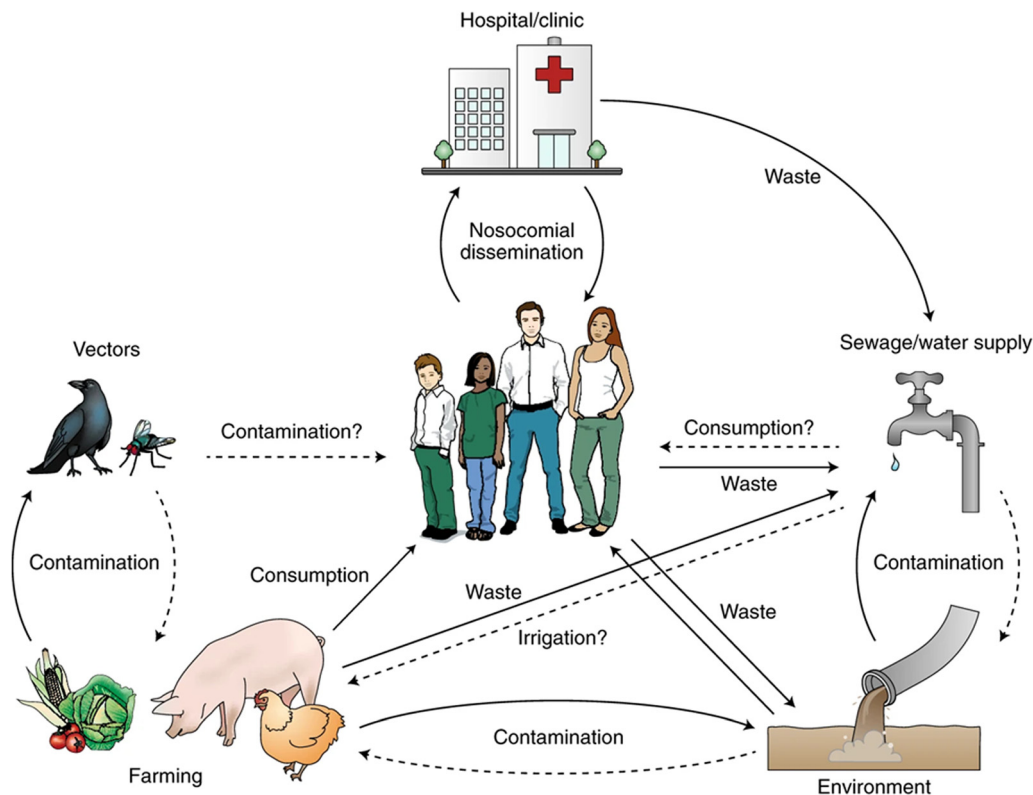 Hospital/clinic
Waste
Nosocomial
dissemination
Vectors
Sewage/water supply
Contamination?
Consumption?
Waste
Contamination
Contamination
Consumption
Waste
Waste
Irrigation?
Contamination
Farming
Environment